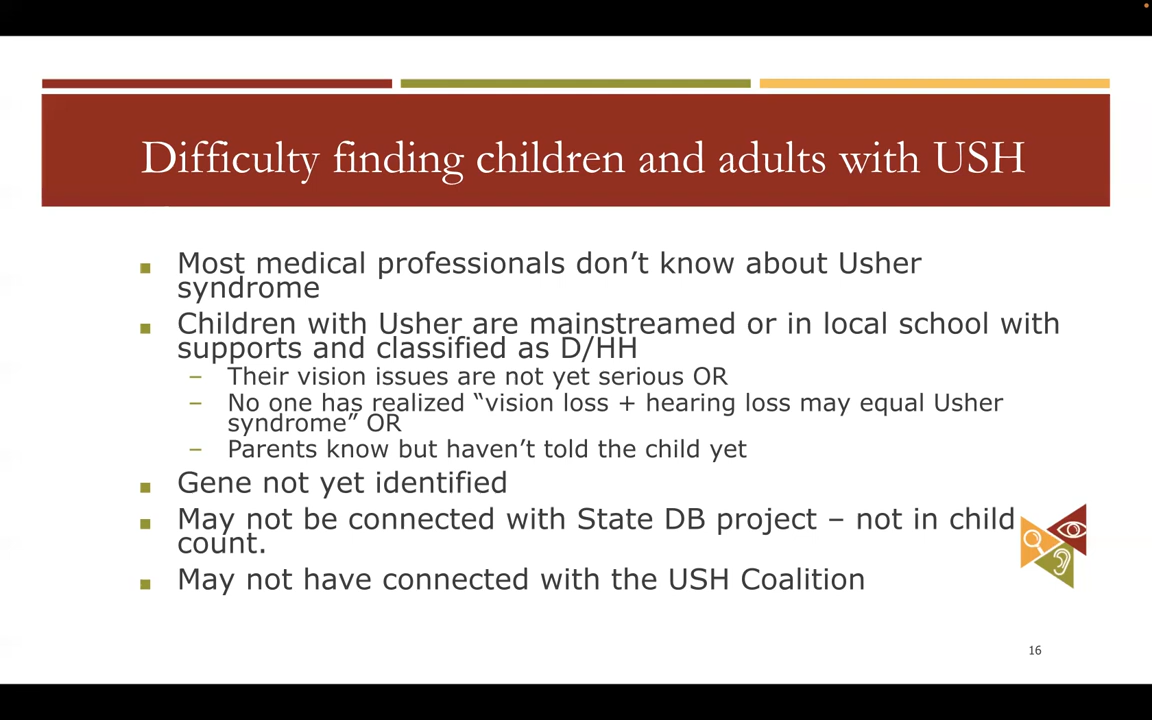 Difficulty finding children and adults with USH
Most medical professionals don’t know about Usher
syndrome
Children with Usher are mainstreamed or in local school with
supports and classified as D/HH
Their vision issues are not yet serious OR
No one has realized “vision loss + hearing loss may equal Usher
syndrome” OR
Parents know but haven’t told the child yet
Gene not yet identified
May not be connected with State DB project – not in child
count.
May not have connected with the USH Coalition
16